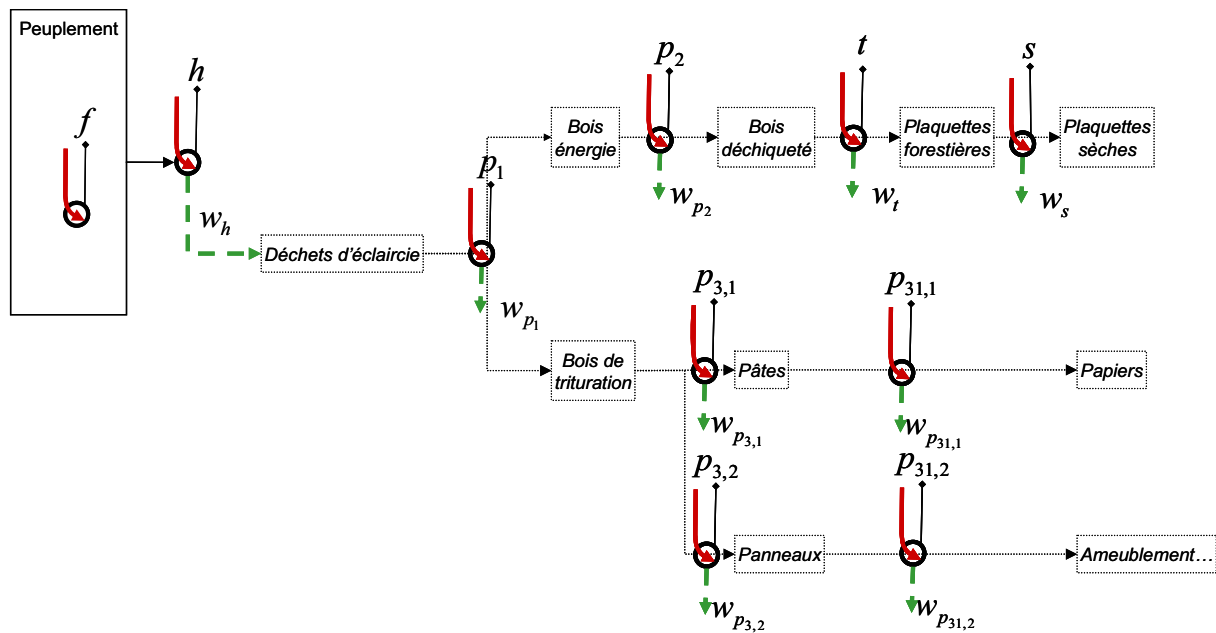 Peuplement
f
h
w_h
Déchets d'éclaircie
p_1
w_{p_1}
Bois
énergie
p_2
w_{p_2}
Bois
déchiqueté
t
w_t
Plaquettes
forestières
s
w_s
Plaquettes
sèches
Bois de
trituration
p_{3,1}
w_{p_{3,1}}
Pâtes
p_{31,1}
w_{p_{31,1}}
Papiers
p_{3,2}
w_{p_{3,2}}
Panneaux
p_{31,2}
w_{p_{31,2}}
Ameublement…